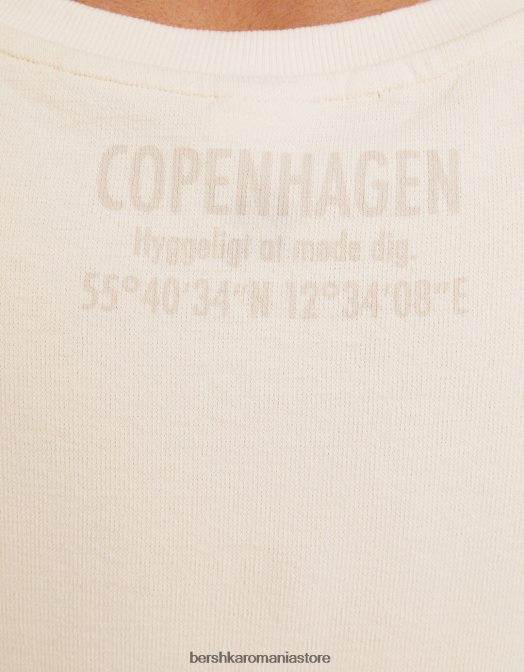 COPENHAGEN
Hyggeligt at møde dig.
55°40'34"N 12°34'08"E
bershkaromaniastore